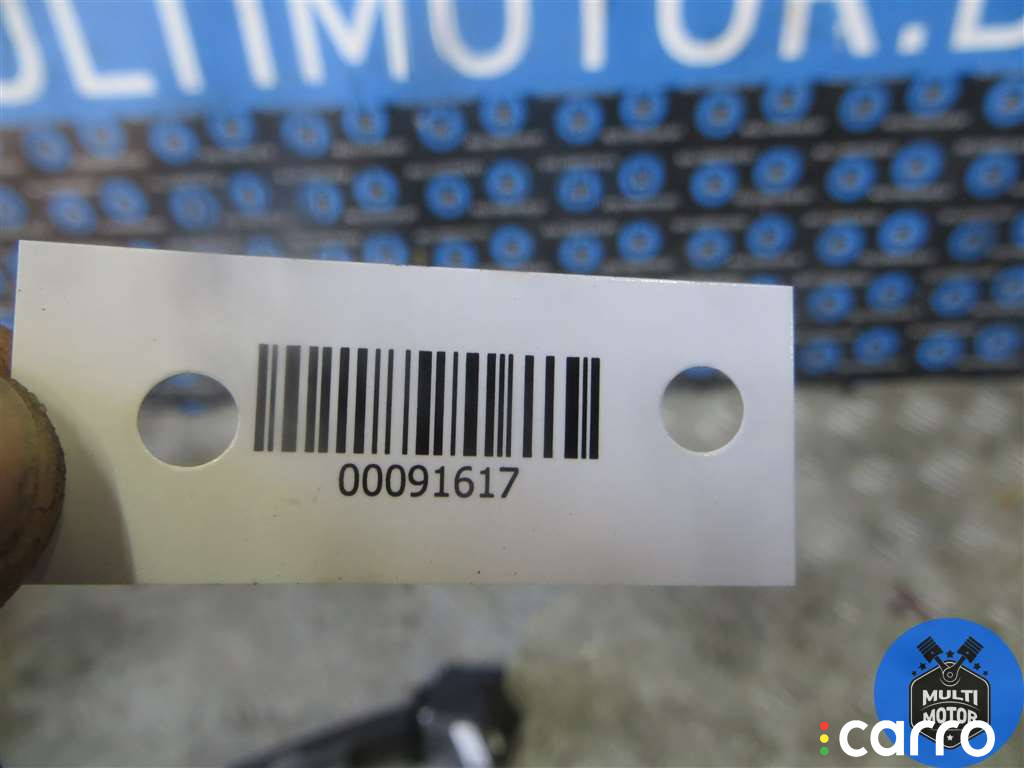 ULTIMOTOR.B
00091617
MULTI
MOTOR
carro